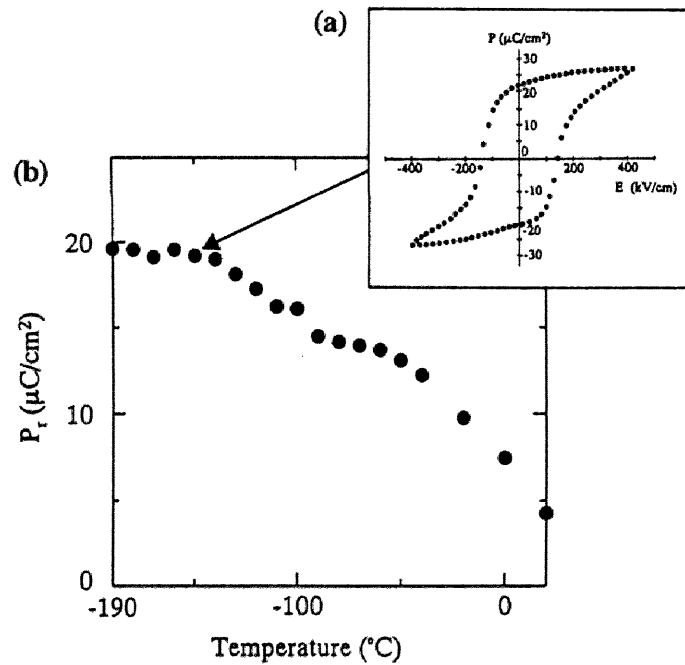 (a)
P (μC/cm²)
30
20
10
0
-400 -200 200 400
E (kV/cm)
-10
-20
-30
(b)
20
10
0
Pr (μC/cm²)
-190 -100 0
Temperature (°C)